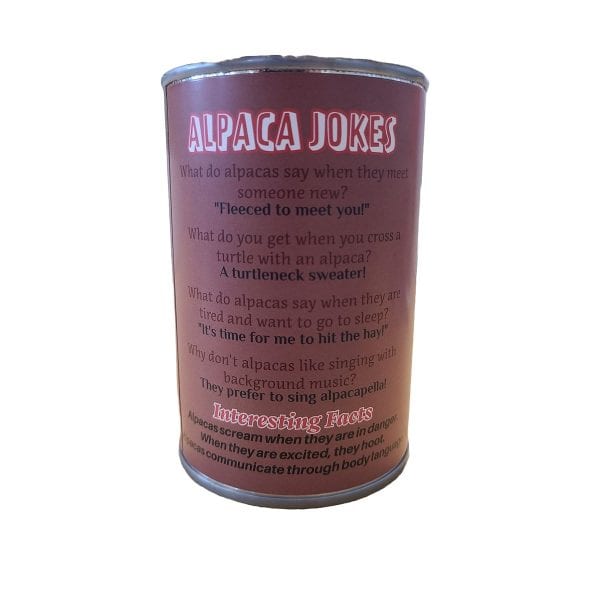 ALPACA JOKES
What do alpacas say when they meet
someone new?
"Fleeced to meet you!"
What do you get when you cross a
turtle with an alpaca?
A turtleneck sweater!
What do alpacas say when they are
tired and want to go to sleep?
"It's time for me to hit the hay!"
Why don't alpacas like singing with
background music?
They prefer to sing alpacapella!
Interesting Facts
Alpacas scream when they are in danger.
When they are excited, they hoot.
communicate through body